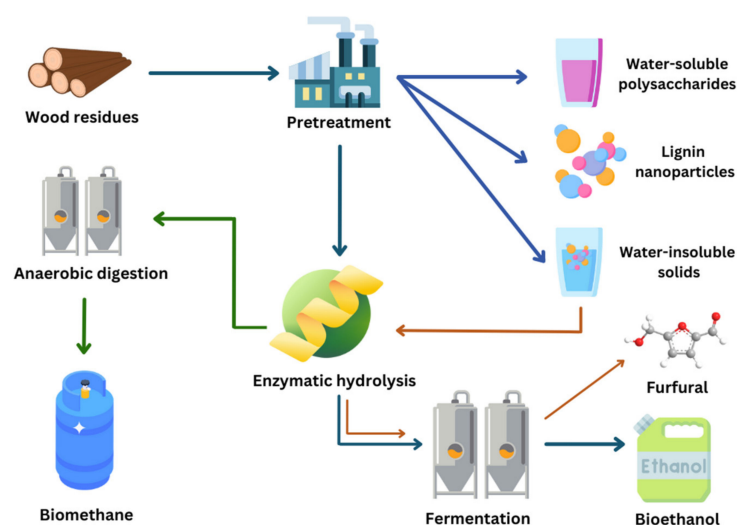 Wood residues
Pretreatment
Water-soluble
polysaccharides
Lignin
nanoparticles
Water-insoluble
solids
Anaerobic digestion
Enzymatic hydrolysis
Furfural
Biomethane
Fermentation
Ethanol
Bioethanol